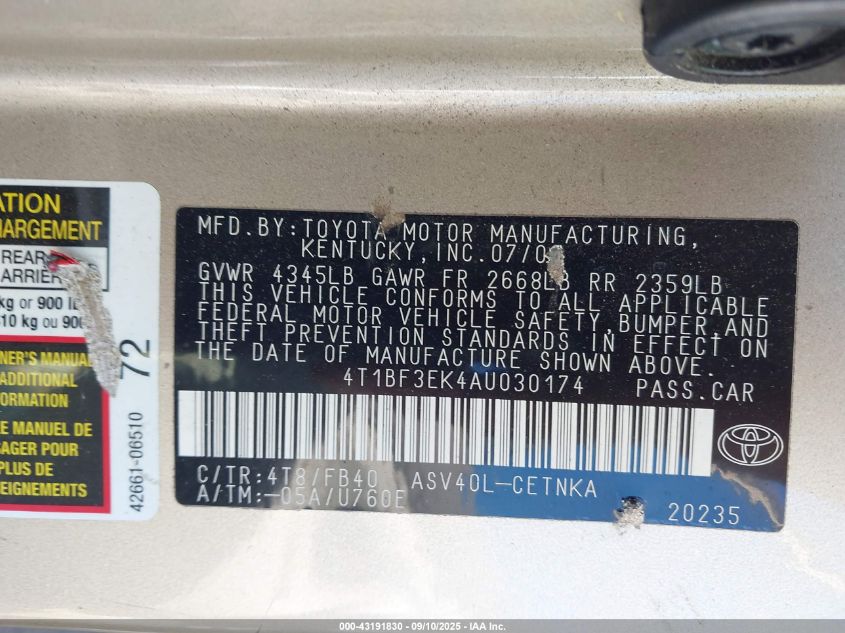 ATION
HARGEMENT
REAR
ARRIER
kg or 900 lb
10 kg ou 900
NER'S MANUAL
ADDITIONAL
ORMATION
E MANUEL DE
SAGER POUR
PLUS DE
EIGNEMENTS
42661-06510
72
MFD. BY: TOYOTA MOTOR MANUFACTURING,
KENTUCKY, INC. 07/0
GVWR 4345LB GAWR FR 2668LB RR 2359LB
THIS VEHICLE CONFORMS TO ALL APPLICABLE
FEDERAL MOTOR VEHICLE SAFETY, BUMPER, AND
THEFT PREVENTION STANDARDS IN EFFECT ON
THE DATE OF MANUFACTURE SHOWN ABOVE.
4T1BF3EK4AU030174 PASS. CAR
C/TR: 4T8/FB40 ASV40L-CETNKA
A/TM: -05A/U760E
20235
000-43191830 - 09/10/2025 - IAA Inc.